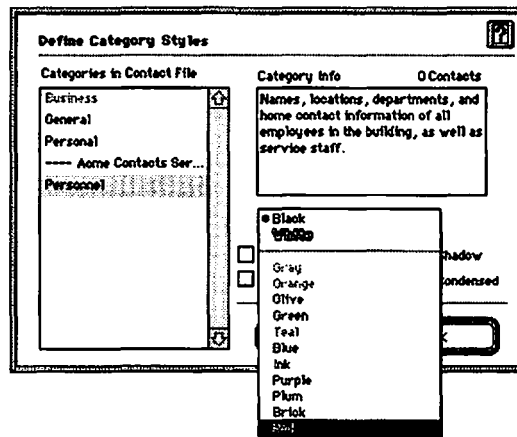 Define Category Styles
Categories in Contact File
Business
General
Personal
---- Acme Contacts Ser...
Personnel
Category Info 0 Contacts
Names, locations, departments, and
home contact information of all
employees in the building, as well as
service staff.
Black
hadow
ondensed
Gray
Orange
Olive
Green
Teal
Blue
Ink
Purple
Plum
Brick